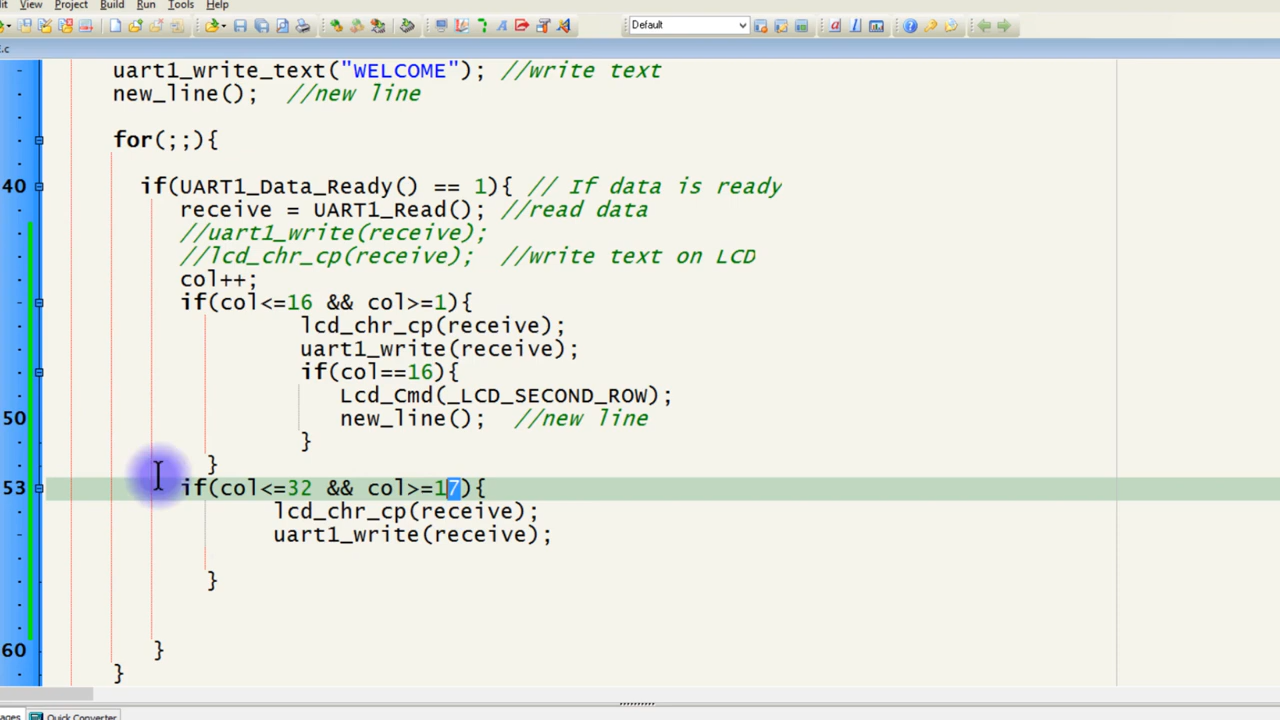 it View Project Build Run Tools Help
Default
.c
uart1_write_text("WELCOME"); //write text
new_line(); //new line
for(;;){
40 if(UART1_Data_Ready() == 1){ // If data is ready
receive = UART1_Read(); //read data
//uart1_write(receive);
//lcd_chr_cp(receive); //write text on LCD
col++;
if(col<=16 && col>=1){
lcd_chr_cp(receive);
uart1_write(receive);
if(col==16){
Lcd_Cmd(_LCD_SECOND_ROW);
50 new_line(); //new line
}
}
53 if(col<=32 && col>=17){
lcd_chr_cp(receive);
uart1_write(receive);
}
60 }
}
ages Quick Converter